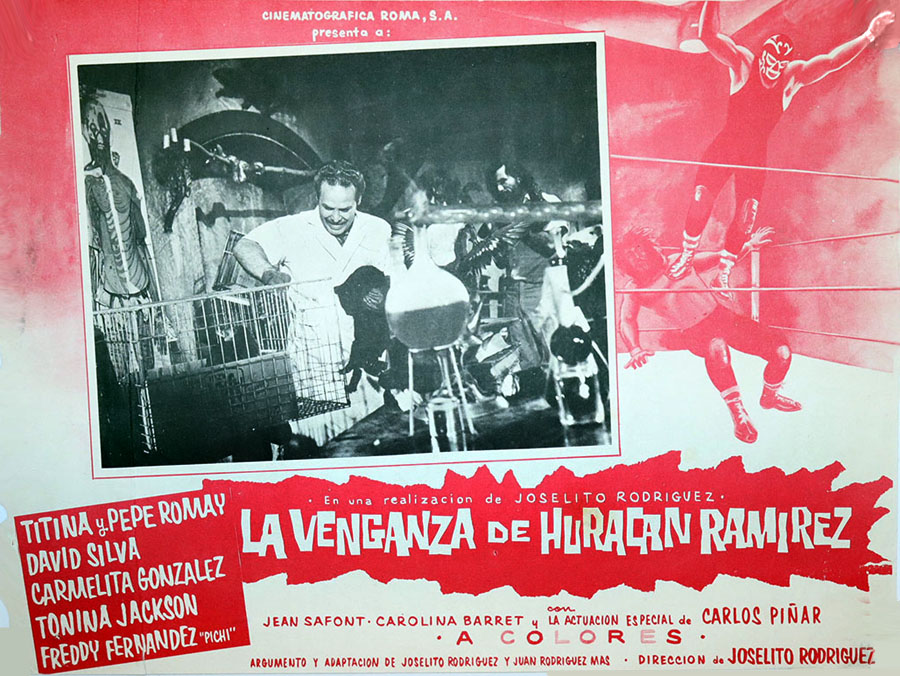 CINEMATOGRAFICA ROMA, S.A.
presenta a:
· En una realizacion de JOSELITO RODRIGUEZ ·
LA VENGANZA DE HURACAN RAMIREZ
TITINA y PEPE ROMAY
DAVID SILVA
CARMELITA GONZALEZ
TONINA JACKSON
FREDDY FERNANDEZ "PICHI"
JEAN SAFONT · CAROLINA BARRET y con LA ACTUACION ESPECIAL de CARLOS PIÑAR
· A COLORES ·
ARGUMENTO Y ADAPTACION DE JOSELITO RODRIGUEZ Y JUAN RODRIGUEZ MAS · DIRECCION de JOSELITO RODRIGUEZ